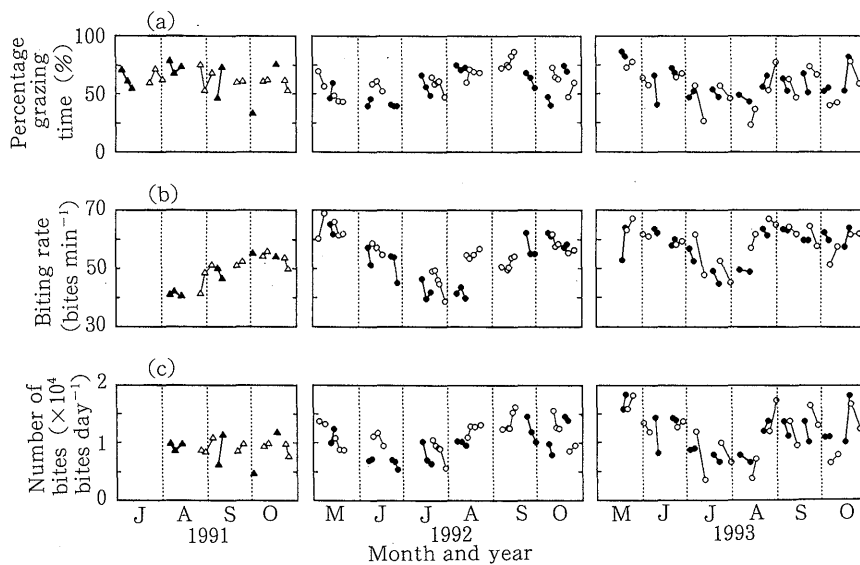 (a)
Percentage
grazing
time (%)
100
50
0
(b)
Biting rate
(bites min⁻¹)
70
50
30
(c)
Number of
bites (×10⁴
bites day⁻¹)
2
1
0
J A S O M J J A S O M J J A S O
1991 1992 1993
Month and year